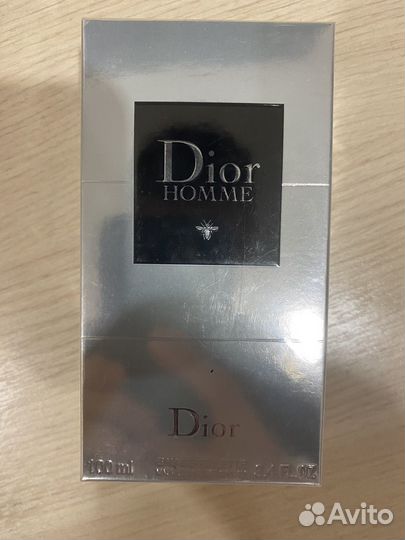 Dior
HOMME
Dior
100 ml 3.4 FL. OZ
Avito